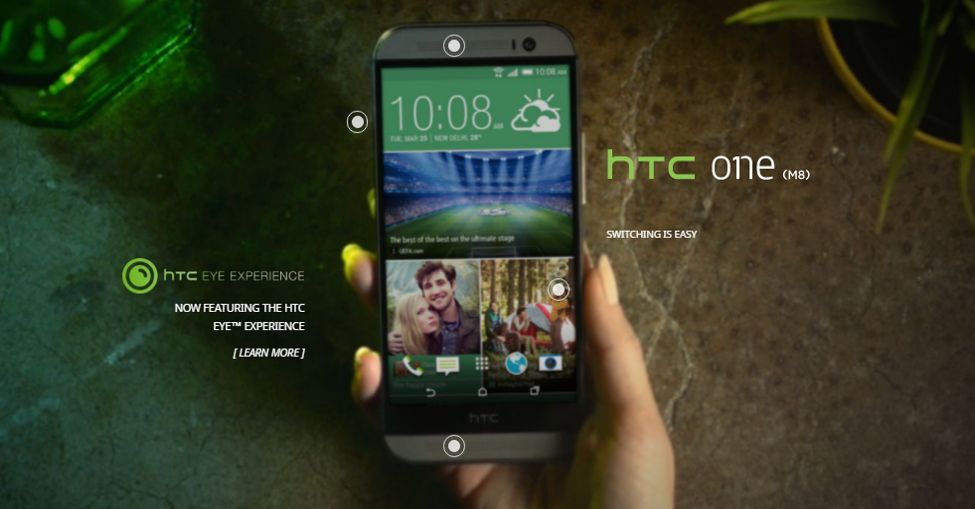 10:08 AM
10:08 AM
TUE, MAR 25 | NEW DELHI, 28°
The best of the best on the ultimate stage
UEFA.com
hTC
hTC one (M8)
SWITCHING IS EASY
hTC EYE EXPERIENCE
NOW FEATURING THE HTC
EYE™ EXPERIENCE
[ LEARN MORE ]